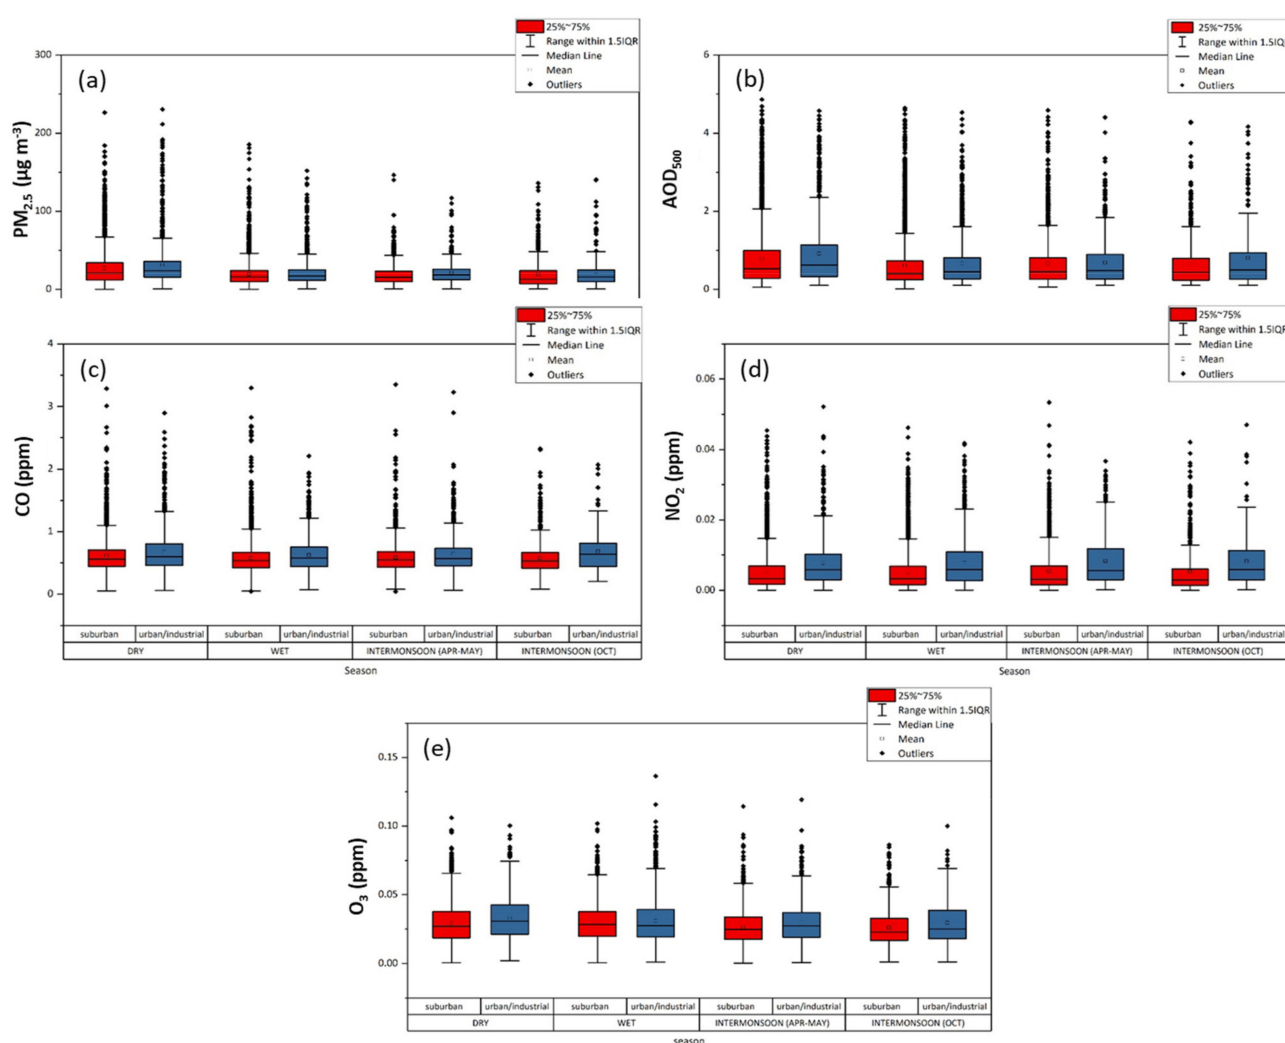 25%~75%
Range within 1.5IQR
Median Line
Mean
Outliers
(a)
PM2.5 (µg m-3)
300
200
100
0
25%~75%
Range within 1.5IQR
Median Line
Mean
Outliers
(b)
AOD500
6
4
2
0
25%~75%
Range within 1.5IQR
Median Line
Mean
Outliers
(c)
CO (ppm)
4
3
2
1
0
suburban urban/industrial suburban urban/industrial suburban urban/industrial suburban urban/industrial
DRY WET INTERMONSOON (APR-MAY) INTERMONSOON (OCT)
Season
25%~75%
Range within 1.5IQR
Median Line
Mean
Outliers
(d)
NO2 (ppm)
0.06
0.04
0.02
0.00
suburban urban/industrial suburban urban/industrial suburban urban/industrial suburban urban/industrial
DRY WET INTERMONSOON (APR-MAY) INTERMONSOON (OCT)
Season
25%~75%
Range within 1.5IQR
Median Line
Mean
Outliers
(e)
O3 (ppm)
0.15
0.10
0.05
0.00
suburban urban/industrial suburban urban/industrial suburban urban/industrial suburban urban/industrial
DRY WET INTERMONSOON (APR-MAY) INTERMONSOON (OCT)
season